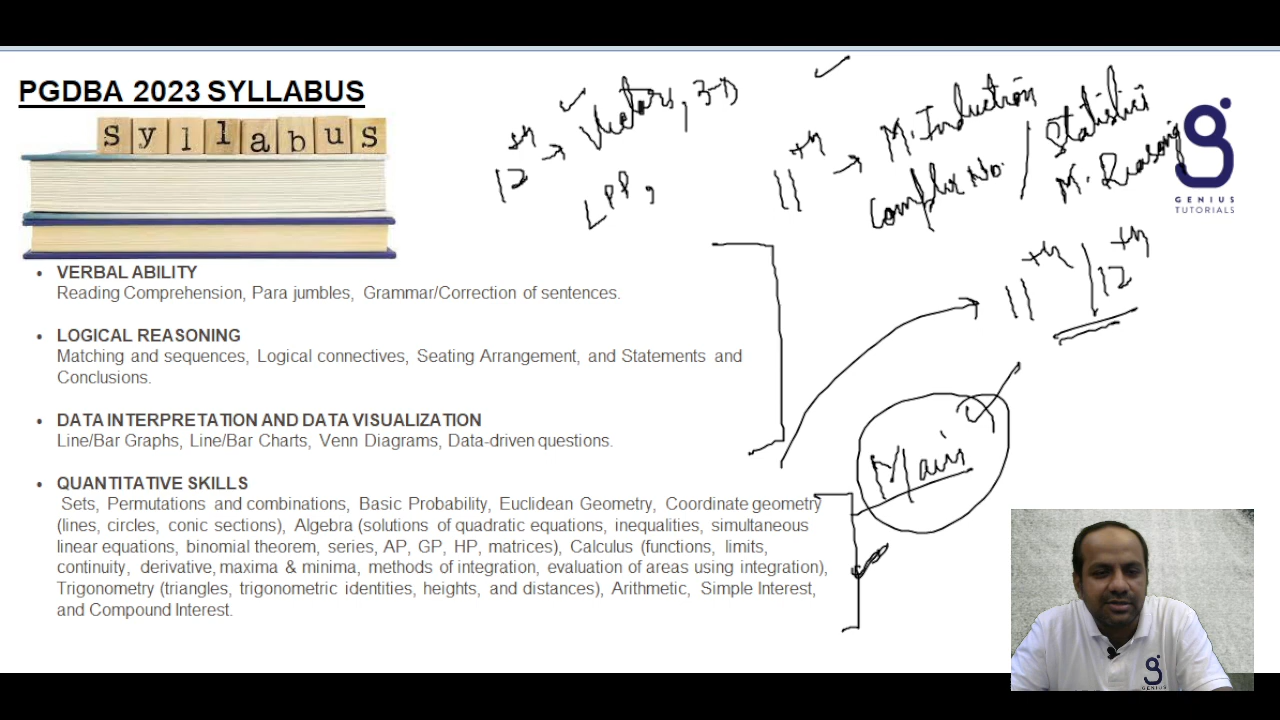 PGDBA 2023 SYLLABUS
syllabus
12th → Vectors, 3-D
LPP,
11th → M. Induction / Statistics
Complex No. M. Reasoning
GENIUS
TUTORIALS
11th / 12th
Main
• VERBAL ABILITY
Reading Comprehension, Para jumbles, Grammar/Correction of sentences.
• LOGICAL REASONING
Matching and sequences, Logical connectives, Seating Arrangement, and Statements and
Conclusions.
• DATA INTERPRETATION AND DATA VISUALIZATION
Line/Bar Graphs, Line/Bar Charts, Venn Diagrams, Data-driven questions.
• QUANTITATIVE SKILLS
Sets, Permutations and combinations, Basic Probability, Euclidean Geometry, Coordinate geometry
(lines, circles, conic sections), Algebra (solutions of quadratic equations, inequalities, simultaneous
linear equations, binomial theorem, series, AP, GP, HP, matrices), Calculus (functions, limits,
continuity, derivative, maxima & minima, methods of integration, evaluation of areas using integration),
Trigonometry (triangles, trigonometric identities, heights, and distances), Arithmetic, Simple Interest,
and Compound Interest.
GENIUS